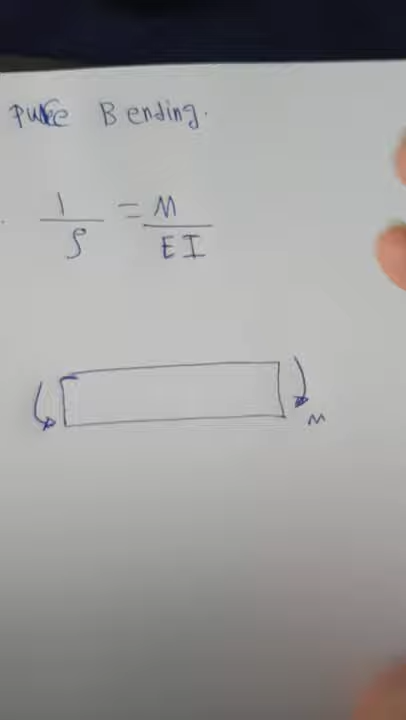 Pure Bending.
1/ρ = M/EI
M